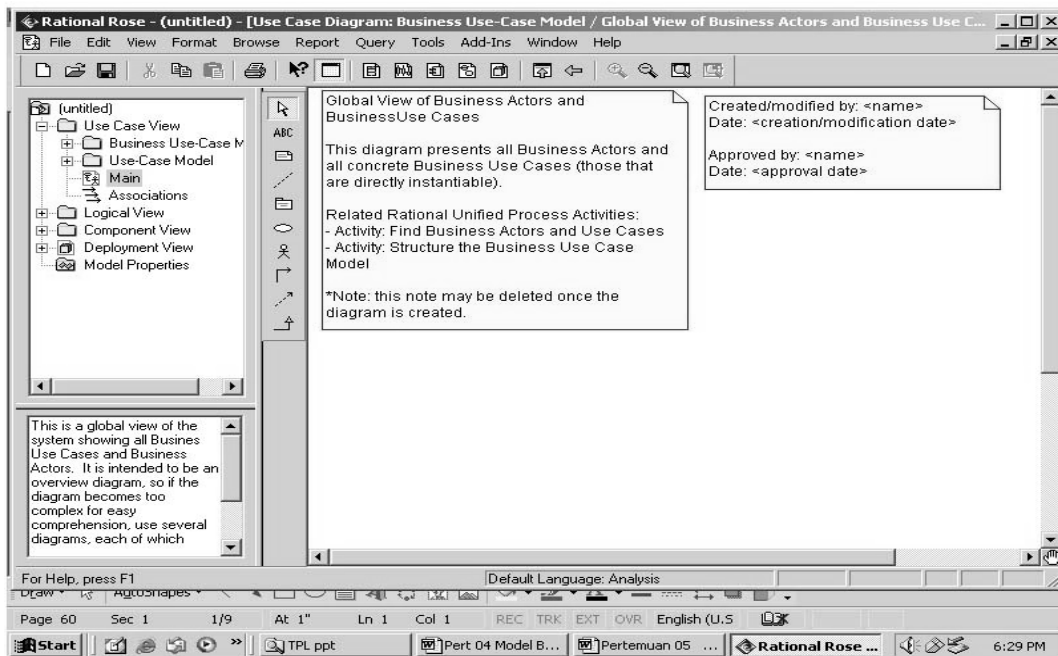 Rational Rose - (untitled) - [Use Case Diagram: Business Use-Case Model / Global View of Business Actors and Business Use C...
File Edit View Format Browse Report Query Tools Add-Ins Window Help
(untitled)
Use Case View
Business Use-Case M
Use-Case Model
Main
Associations
Logical View
Component View
Deployment View
Model Properties
ABC
Global View of Business Actors and
BusinessUse Cases
This diagram presents all Business Actors and
all concrete Business Use Cases (those that
are directly instantiable).
Related Rational Unified Process Activities:
- Activity: Find Business Actors and Use Cases
- Activity: Structure the Business Use Case
Model
*Note: this note may be deleted once the
diagram is created.
Created/modified by: <name>
Date: <creation/modification date>
Approved by: <name>
Date: <approval date>
This is a global view of the
system showing all Busines
Use Cases and Business
Actors. It is intended to be an
overview diagram, so if the
diagram becomes too
complex for easy
comprehension, use several
diagrams, each of which
For Help, press F1
Default Language: Analysis
Draw AutoShapes
Page 60 Sec 1 1/9 At 1" Ln 1 Col 1 REC TRK EXT OVR English (U.S
Start » TPL ppt Pert 04 Model B... Pertemuan 05 ... Rational Rose ... 6:29 PM